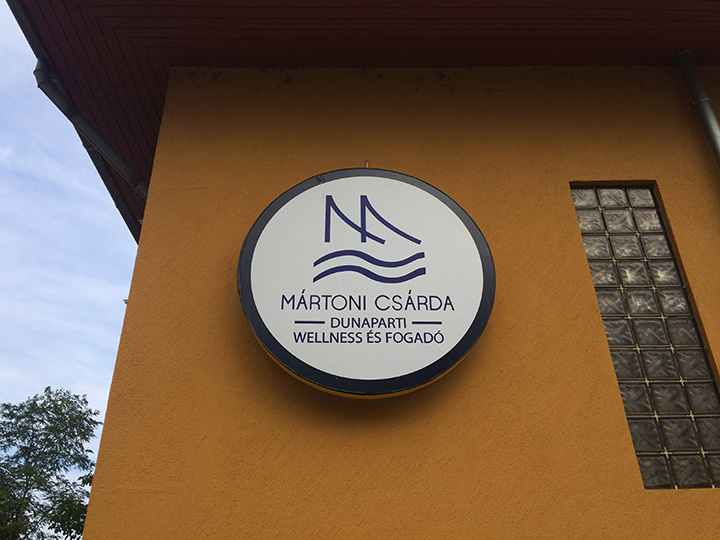 MÁRTONI CSÁRDA
DUNAPARTI
WELLNESS ÉS FOGADÓ